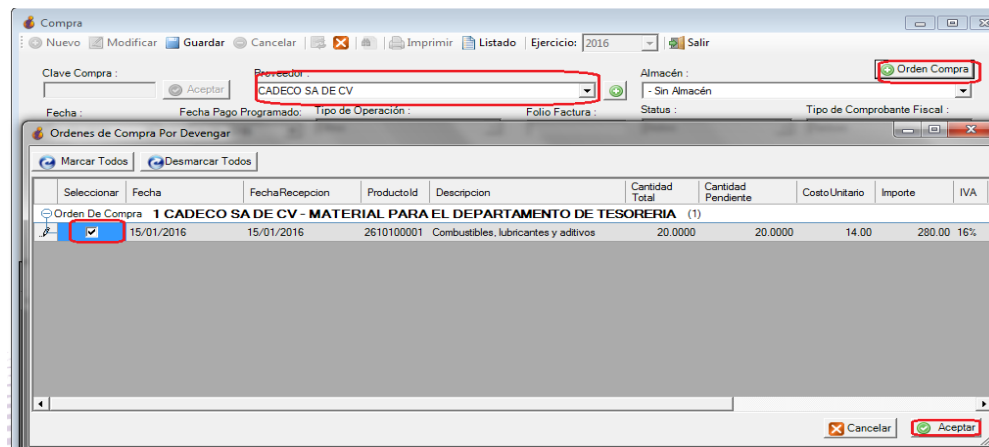 Compra
Nuevo Modificar Guardar Cancelar Imprimir Listado Ejercicio: 2016 Salir
Clave Compra : Proveedor : Almacén : Orden Compra
Aceptar CADECO SA DE CV - Sin Almacén
Fecha : Fecha Pago Programado: Tipo de Operación : Folio Factura : Status : Tipo de Comprobante Fiscal :
Ordenes de Compra Por Devengar
Marcar Todos Desmarcar Todos
Seleccionar Fecha FechaRecepcion ProductoId Descripcion Cantidad Total Cantidad Pendiente CostoUnitario Importe IVA
Orden De Compra 1 CADECO SA DE CV - MATERIAL PARA EL DEPARTAMENTO DE TESORERIA (1)
15/01/2016 15/01/2016 2610100001 Combustibles, lubricantes y aditivos 20.0000 20.0000 14.00 280.00 16%
Cancelar Aceptar